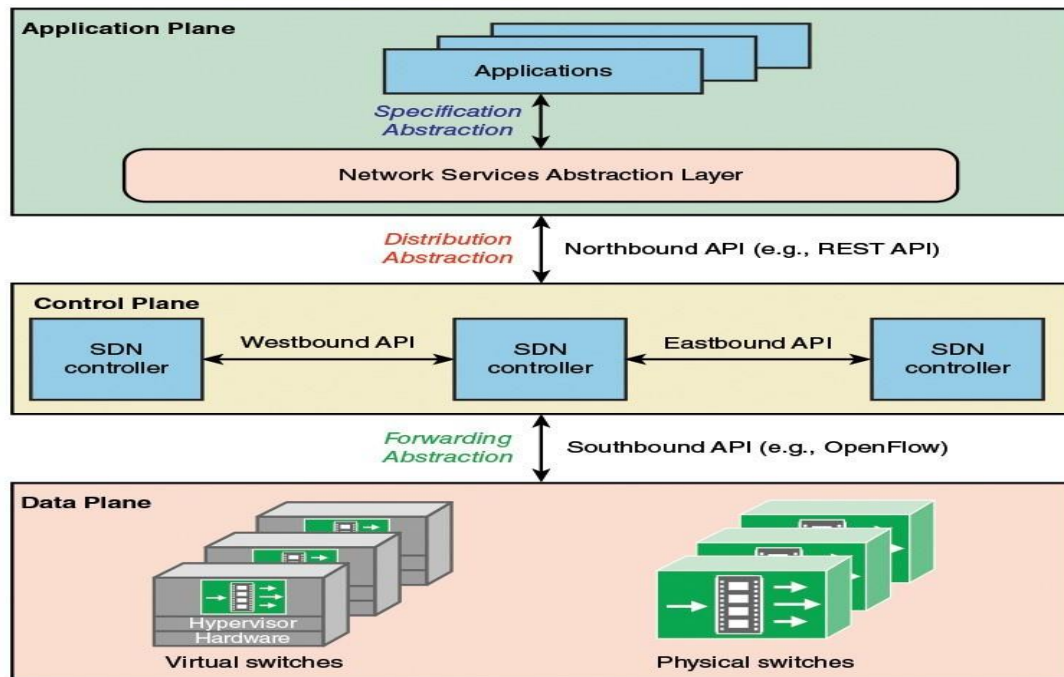 Application Plane
Applications
Specification
Abstraction
Network Services Abstraction Layer
Distribution
Abstraction
Northbound API (e.g., REST API)
Control Plane
SDN
controller
Westbound API
SDN
controller
Eastbound API
SDN
controller
Forwarding
Abstraction
Southbound API (e.g., OpenFlow)
Data Plane
Hypervisor
Hardware
Virtual switches
Physical switches